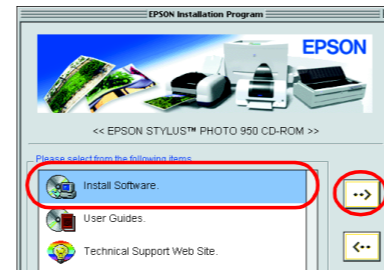 EPSON Installation Program
EPSON
<< EPSON STYLUS™ PHOTO 950 CD-ROM >>
Please select from the following items.
Install Software.
User Guides.
Technical Support Web Site.
-->
<--